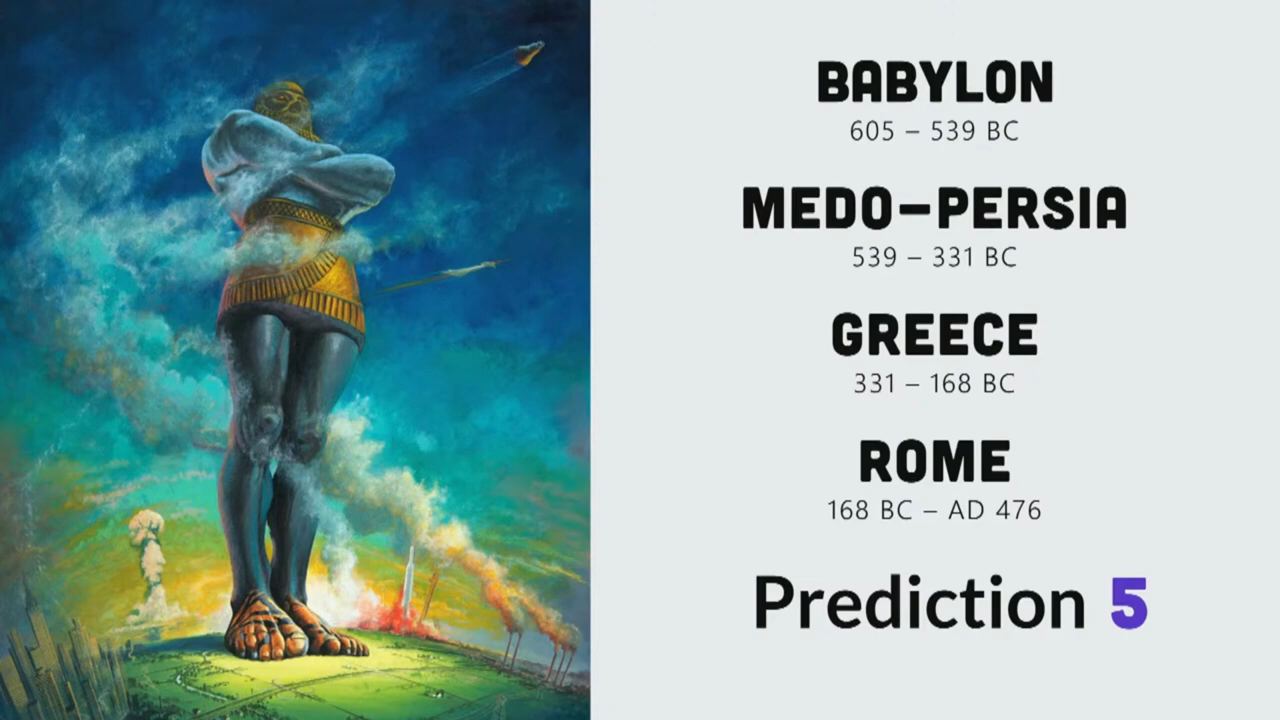 BABYLON
605 – 539 BC
MEDO–PERSIA
539 – 331 BC
GREECE
331 – 168 BC
ROME
168 BC – AD 476
Prediction 5